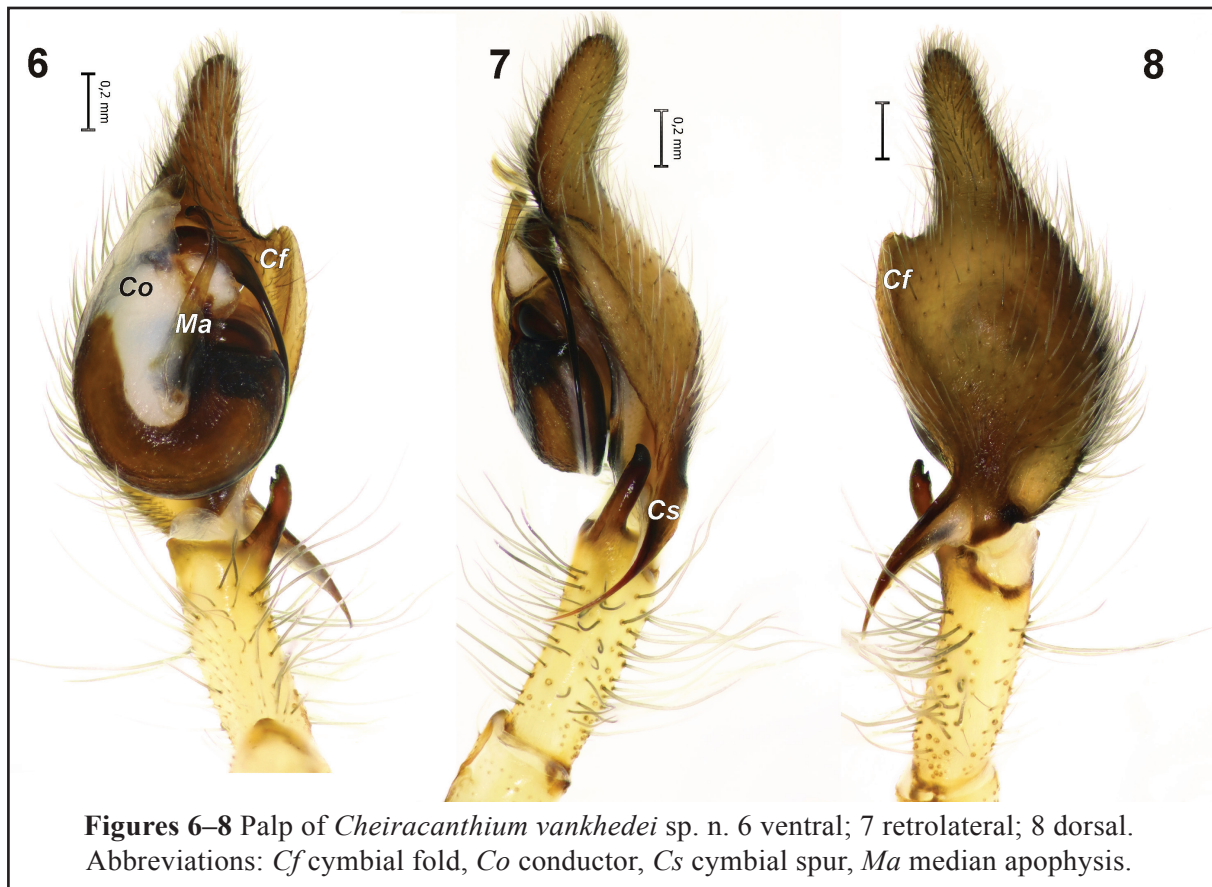 6
7
8
0,2 mm
0,2 mm
Cf
Cf
Co
Ma
Cs
Figures 6–8 Palp of Cheiracanthium vankhedei sp. n. 6 ventral; 7 retrolateral; 8 dorsal.
Abbreviations: Cf cymbial fold, Co conductor, Cs cymbial spur, Ma median apophysis.